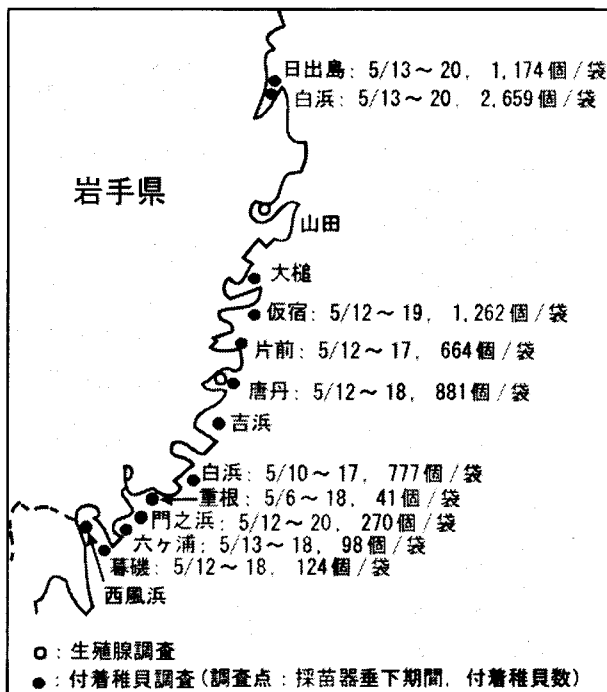 日出島: 5/13～20, 1,174個/袋
白浜: 5/13～20, 2,659個/袋
岩手県
山田
大槌
仮宿: 5/12～19, 1,262個/袋
片前: 5/12～17, 664個/袋
唐丹: 5/12～18, 881個/袋
吉浜
白浜: 5/10～17, 777個/袋
重根: 5/6～18, 41個/袋
門之浜: 5/12～20, 270個/袋
六ヶ浦: 5/13～18, 98個/袋
暮磯: 5/12～18, 124個/袋
西風浜
o: 生殖腺調査
●: 付着稚貝調査(調査点: 採苗器垂下期間, 付着稚貝数)